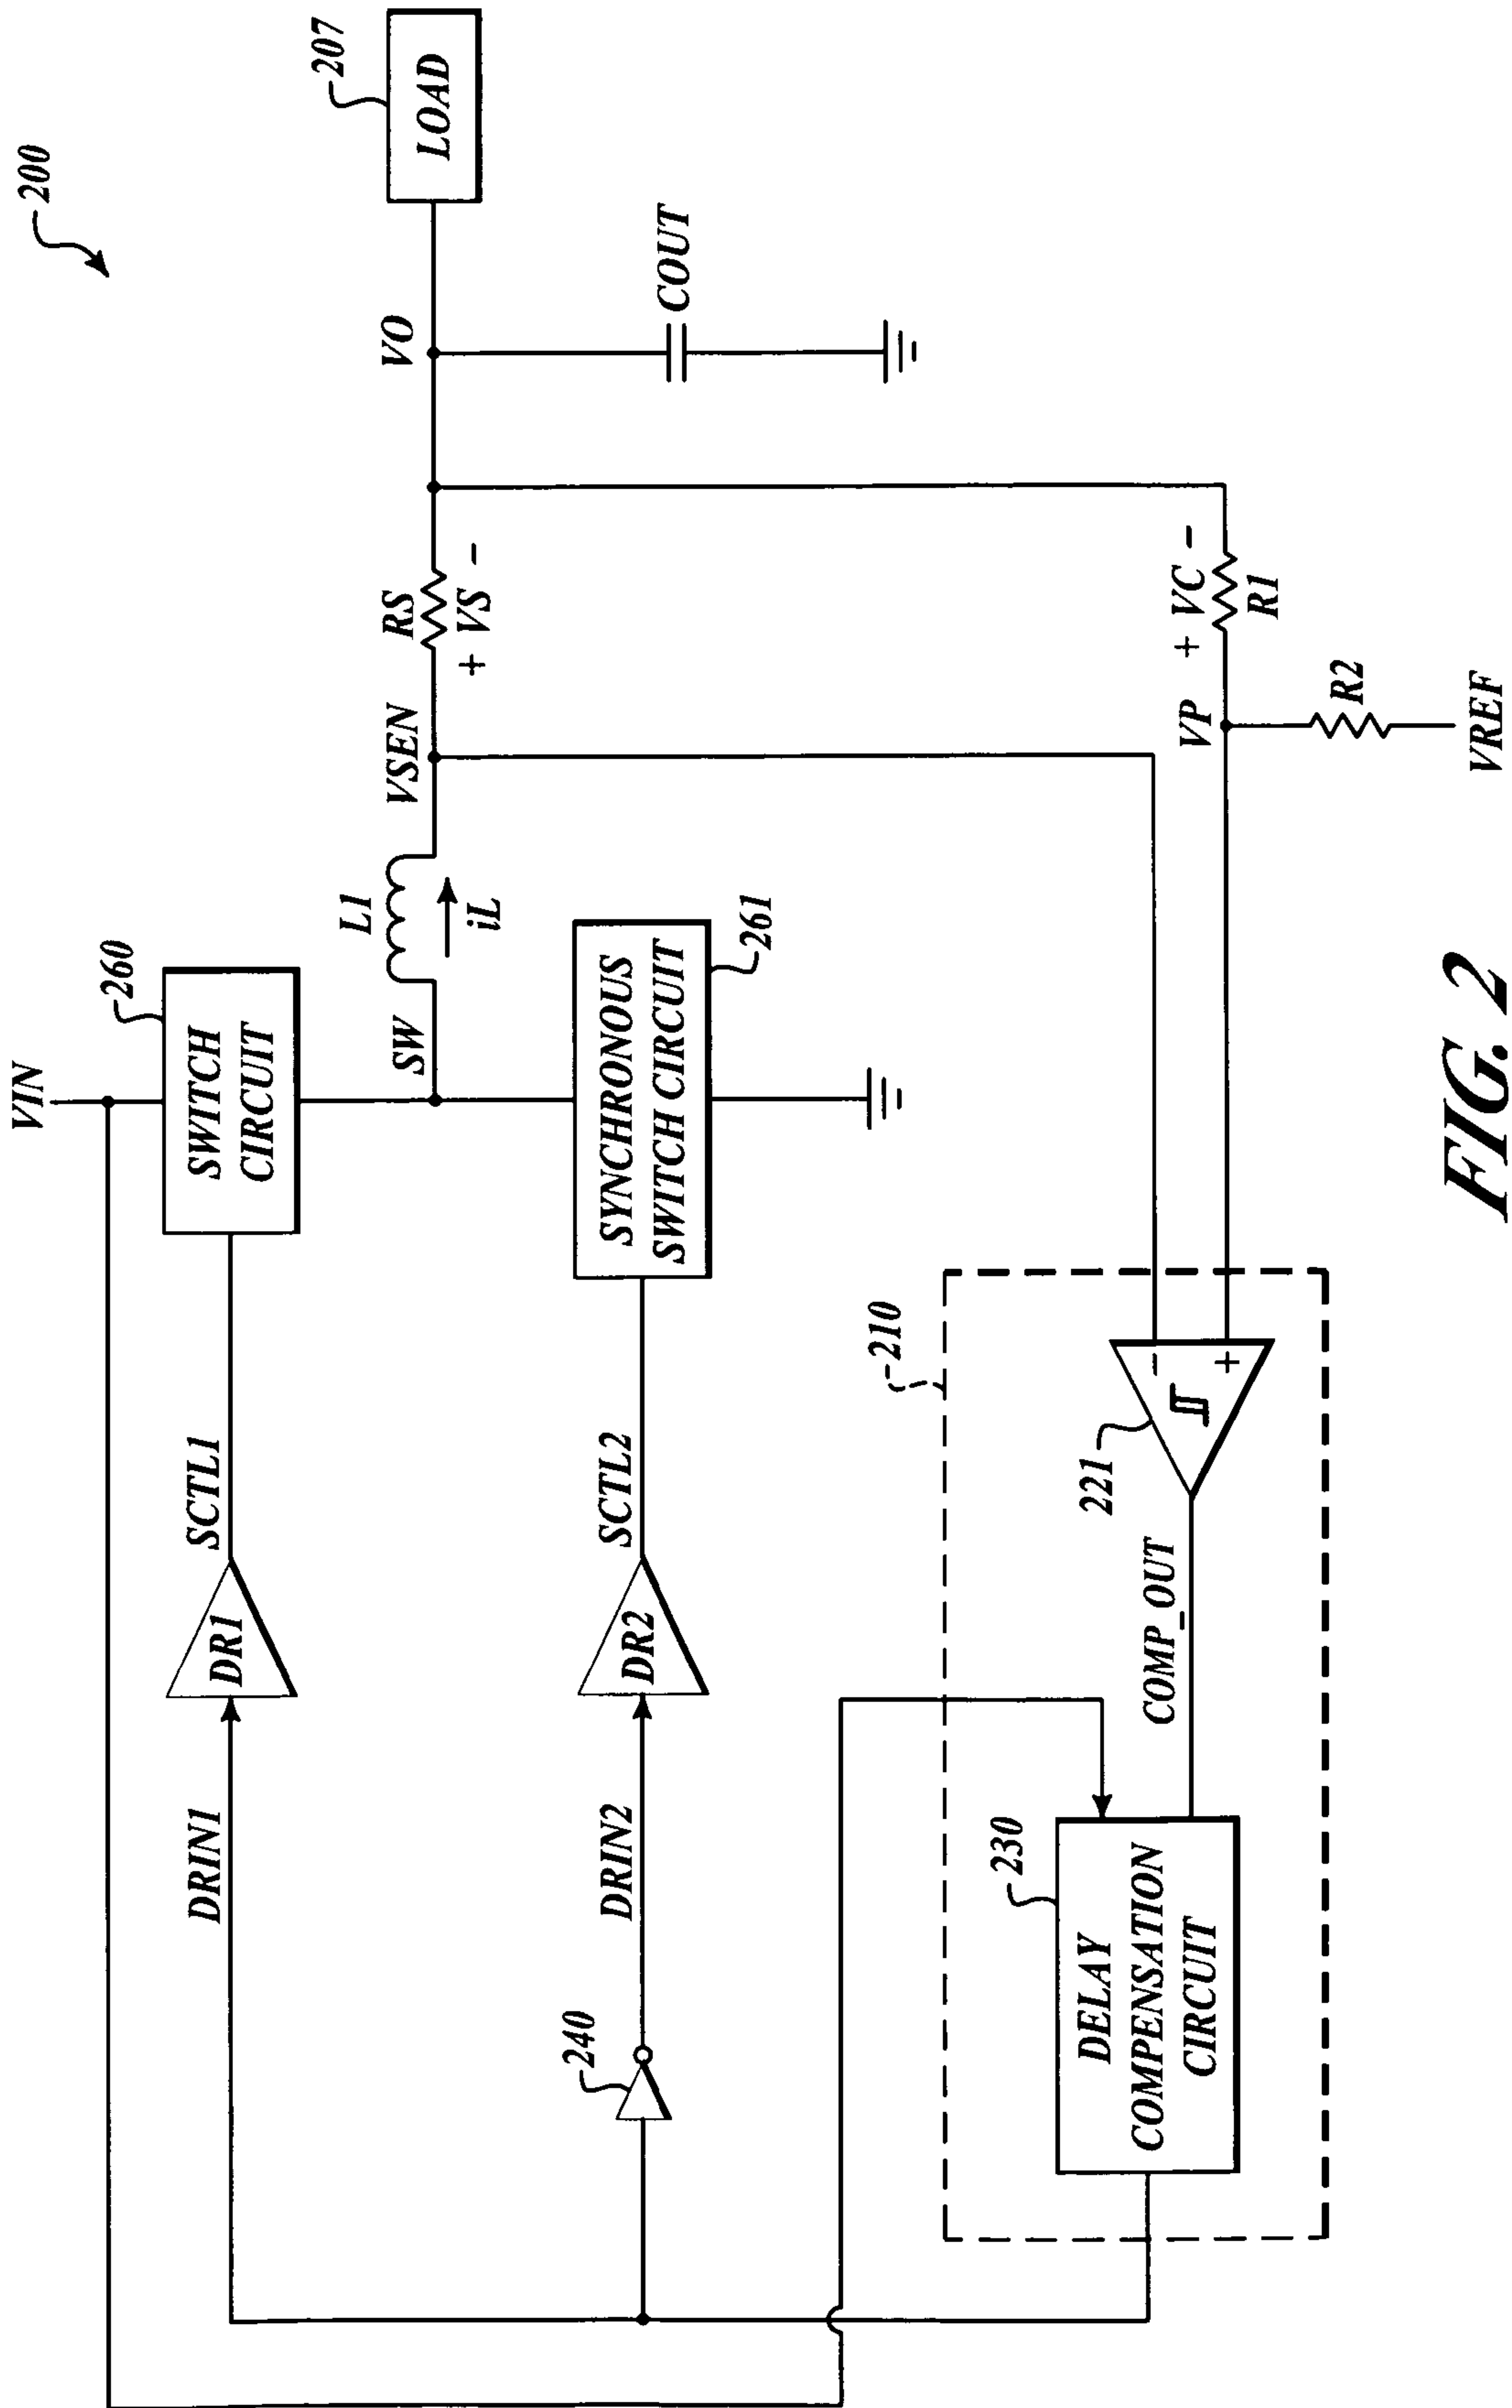 200
VIN
260
SWITCH
CIRCUIT
SCTL1
DR1
DRIN1
207
LOAD
VO
COUT
RS
+ VS −
VSEN
L1
iL
SW
SYNCHRONOUS
SWITCH CIRCUIT
261
SCTL2
DR2
DRIN2
240
210
+ VC −
R1
VP
R2
VREF
−
+
221
COMP_OUT
230
DELAY
COMPENSATION
CIRCUIT
FIG. 2